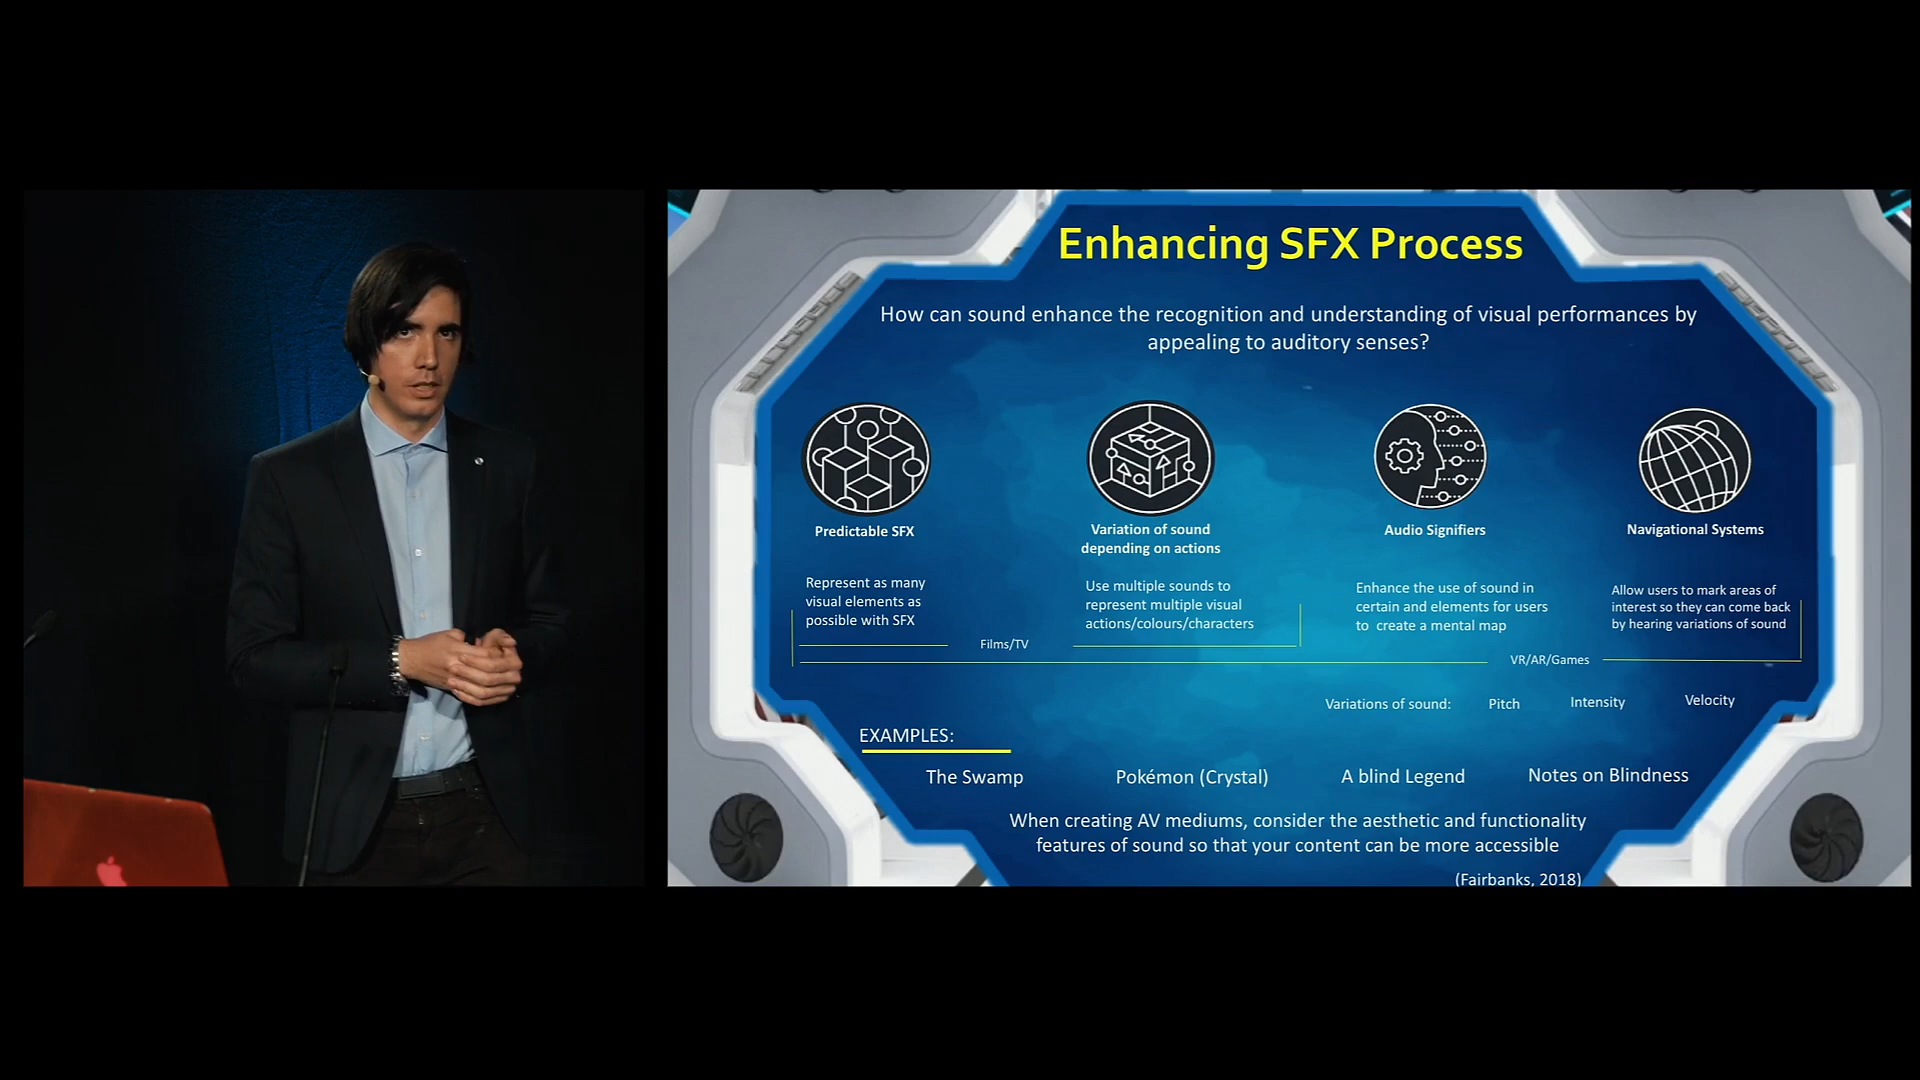 Enhancing SFX Process
How can sound enhance the recognition and understanding of visual performances by
appealing to auditory senses?
Predictable SFX
Represent as many
visual elements as
possible with SFX
Variation of sound
depending on actions
Use multiple sounds to
represent multiple visual
actions/colours/characters
Audio Signifiers
Enhance the use of sound in
certain and elements for users
to create a mental map
Navigational Systems
Allow users to mark areas of
interest so they can come back
by hearing variations of sound
Films/TV
VR/AR/Games
Variations of sound: Pitch Intensity Velocity
EXAMPLES:
The Swamp Pokémon (Crystal) A blind Legend Notes on Blindness
When creating AV mediums, consider the aesthetic and functionality
features of sound so that your content can be more accessible
(Fairbanks, 2018)